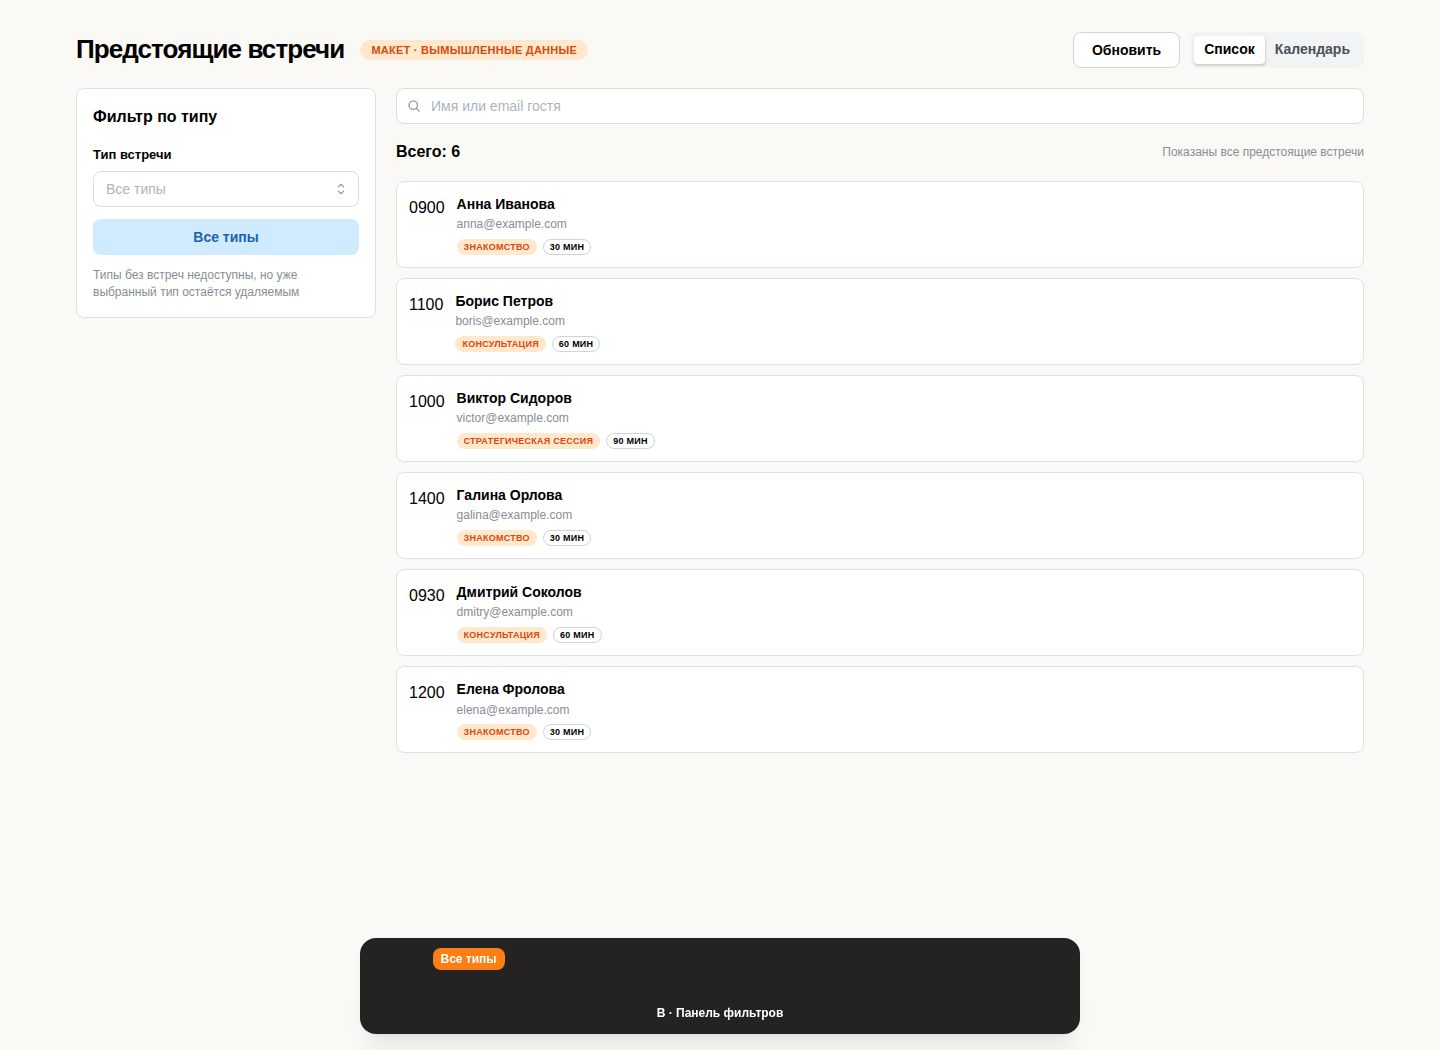 Предстоящие встречи
МАКЕТ · ВЫМЫШЛЕННЫЕ ДАННЫЕ
Обновить
Список
Календарь
Фильтр по типу
Тип встречи
Все типы
Все типы
Типы без встреч недоступны, но уже
выбранный тип остаётся удаляемым
Имя или email гостя
Всего: 6
Показаны все предстоящие встречи
0900
Анна Иванова
anna@example.com
ЗНАКОМСТВО
30 МИН
1100
Борис Петров
boris@example.com
КОНСУЛЬТАЦИЯ
60 МИН
1000
Виктор Сидоров
victor@example.com
СТРАТЕГИЧЕСКАЯ СЕССИЯ
90 МИН
1400
Галина Орлова
galina@example.com
ЗНАКОМСТВО
30 МИН
0930
Дмитрий Соколов
dmitry@example.com
КОНСУЛЬТАЦИЯ
60 МИН
1200
Елена Фролова
elena@example.com
ЗНАКОМСТВО
30 МИН
Все типы
B · Панель фильтров